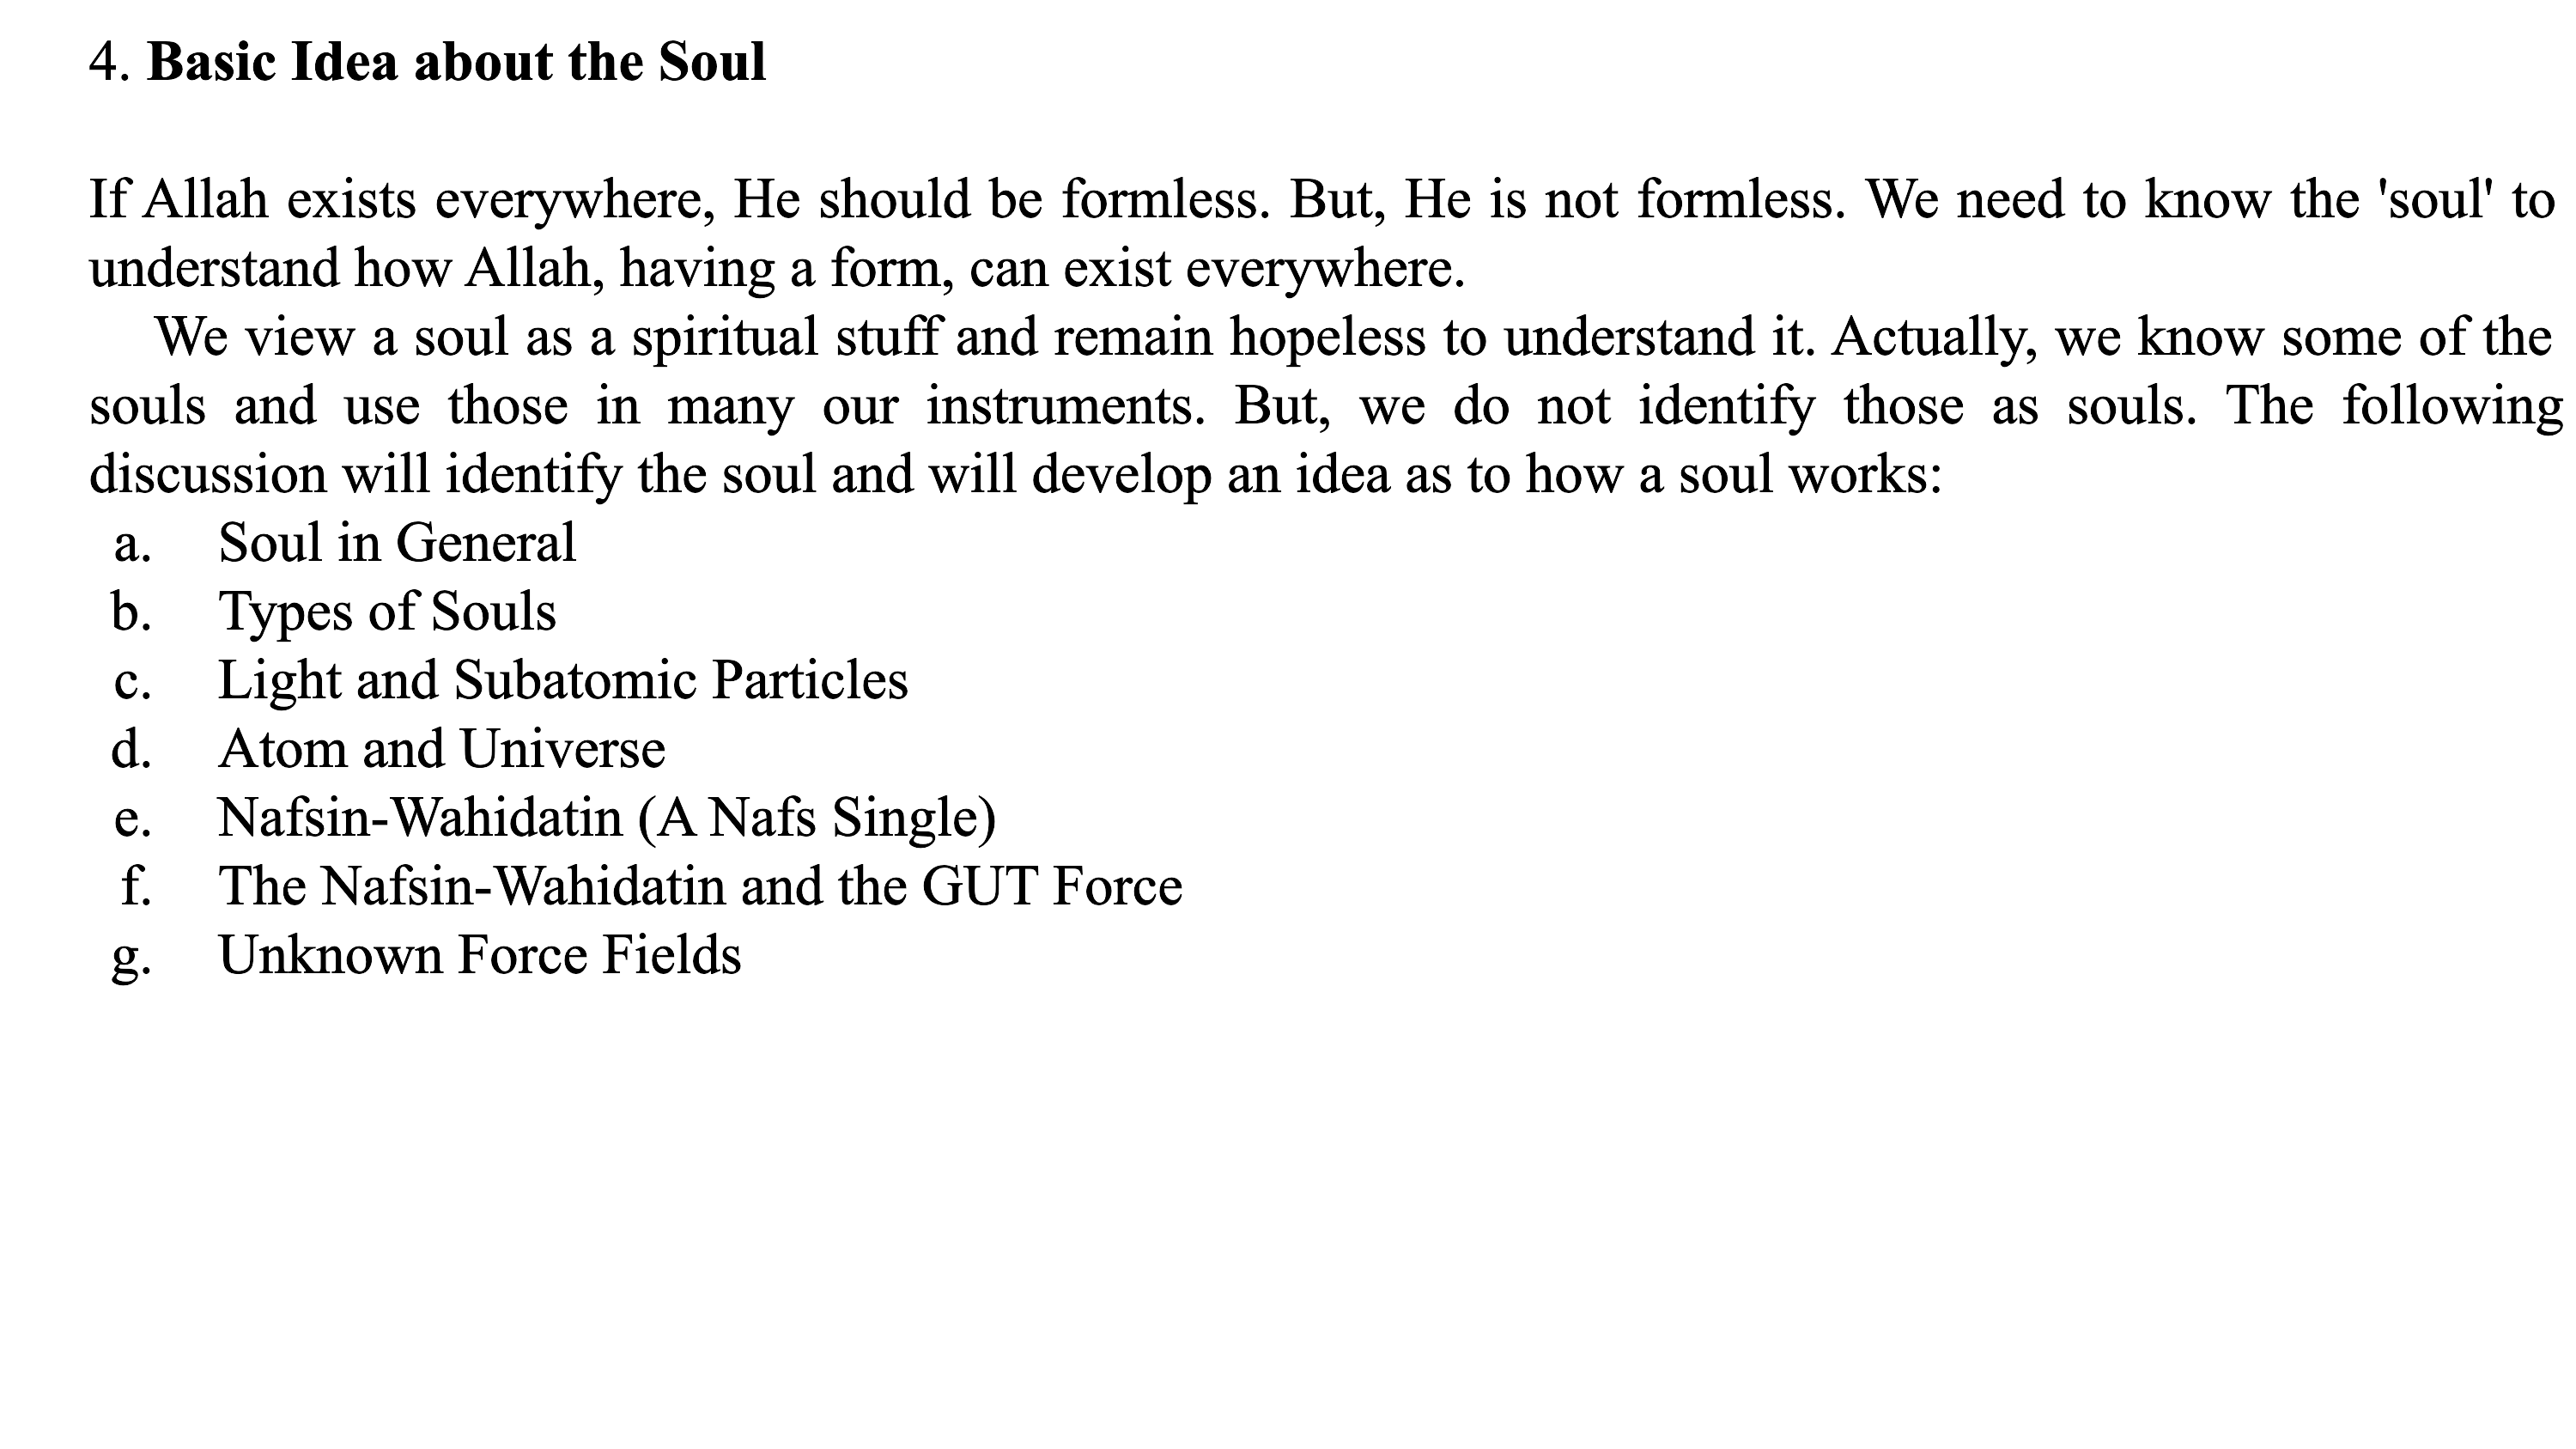 4. Basic Idea about the Soul
If Allah exists everywhere, He should be formless. But, He is not formless. We need to know the 'soul' to
understand how Allah, having a form, can exist everywhere.
We view a soul as a spiritual stuff and remain hopeless to understand it. Actually, we know some of the
souls and use those in many our instruments. But, we do not identify those as souls. The following
discussion will identify the soul and will develop an idea as to how a soul works:
a. Soul in General
b. Types of Souls
c. Light and Subatomic Particles
d. Atom and Universe
e. Nafsin-Wahidatin (A Nafs Single)
f. The Nafsin-Wahidatin and the GUT Force
g. Unknown Force Fields